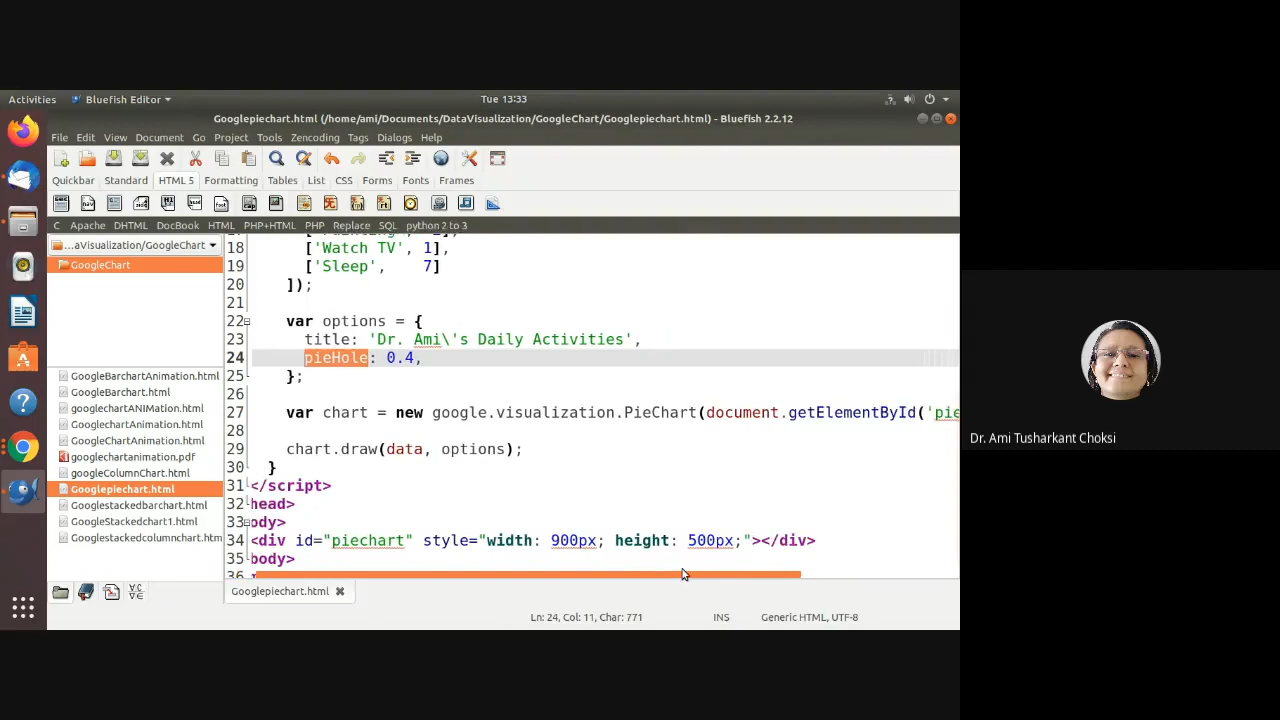 Activities Bluefish Editor Tue 13:33
Googlepiechart.html (/home/ami/Documents/DataVisualization/GoogleChart/Googlepiechart.html) - Bluefish 2.2.12
File Edit View Document Go Project Tools Zencoding Tags Dialogs Help
Quickbar Standard HTML 5 Formatting Tables List CSS Forms Fonts Frames
C Apache DHTML DocBook HTML PHP+HTML PHP Replace SQL python 2 to 3
...aVisualization/GoogleChart
GoogleChart
GoogleBarchartAnimation.html
GoogleBarchart.html
googlechartANIMation.html
GooglechartAnimation.html
GoogleChartAnimation.html
googlechartanimation.pdf
googleColumnChart.html
Googlepiechart.html
Googlestackedbarchart.html
GoogleStackedchart1.html
Googlestackedcolumnchart.htm
18 ['Watch TV', 1],
19 ['Sleep', 7]
20 ]);
21
22 var options = {
23 title: 'Dr. Ami\'s Daily Activities',
24 pieHole: 0.4,
25 };
26
27 var chart = new google.visualization.PieChart(document.getElementById('pie
28
29 chart.draw(data, options);
30 }
31 </script>
32 head>
33 ody>
34 <div id="piechart" style="width: 900px; height: 500px;"></div>
35 body>
36
Googlepiechart.html
Ln: 24, Col: 11, Char: 771 INS Generic HTML, UTF-8
Dr. Ami Tusharkant Choksi